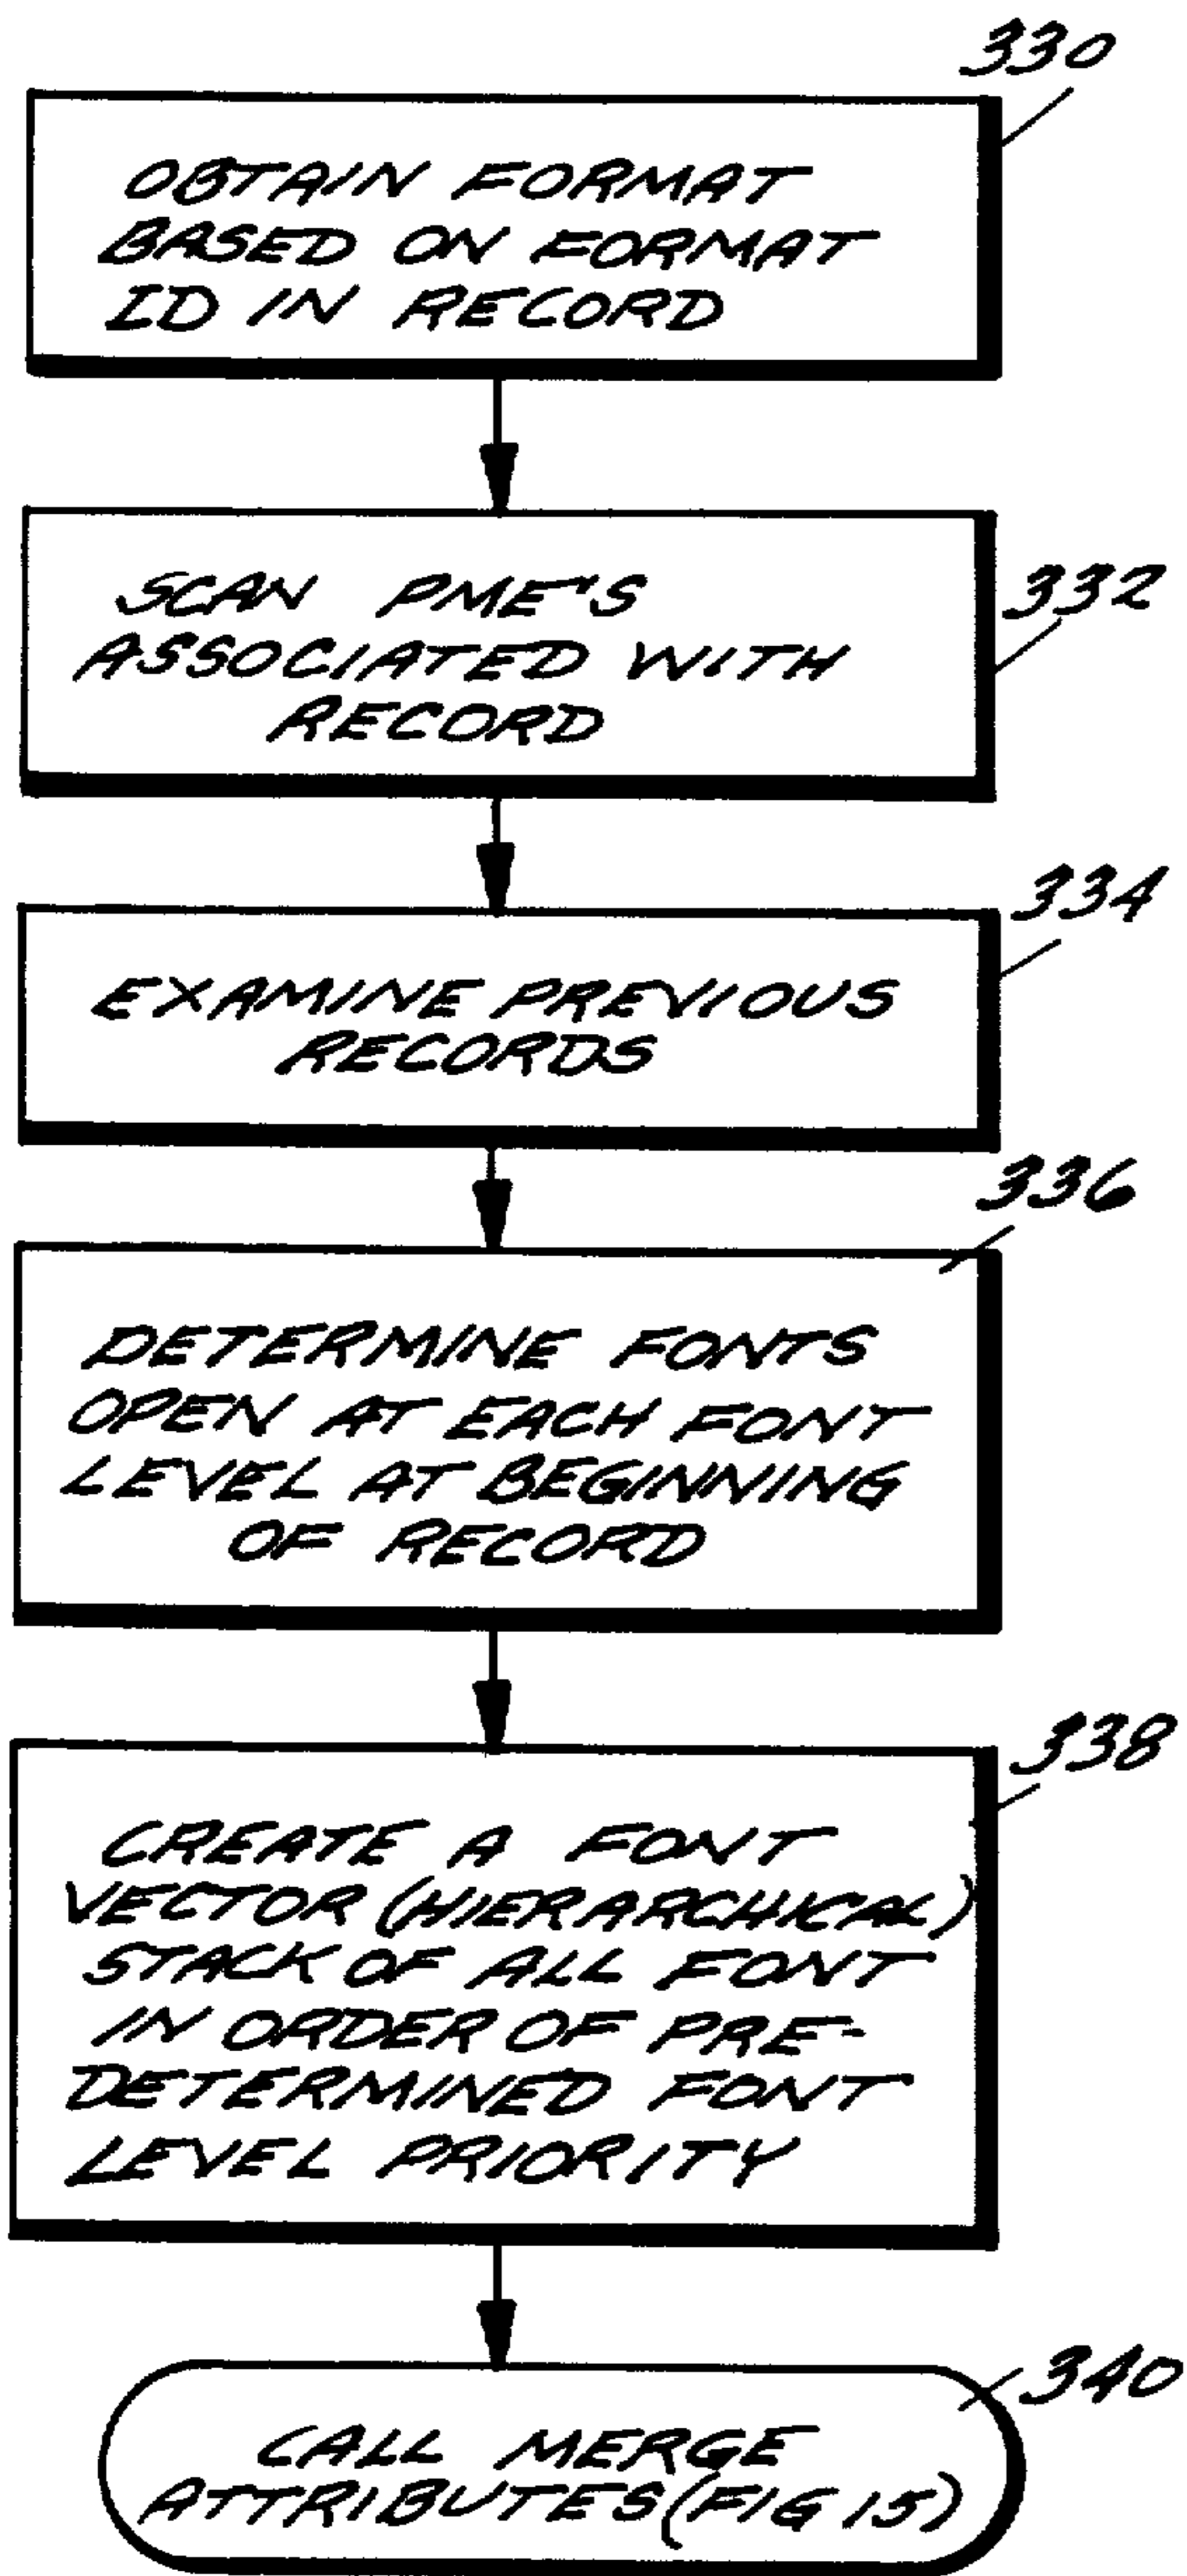 330
OBTAIN FORMAT
BASED ON FORMAT
ID IN RECORD
332
SCAN PME'S
ASSOCIATED WITH
RECORD
334
EXAMINE PREVIOUS
RECORDS
336
DETERMINE FONTS
OPEN AT EACH FONT
LEVEL AT BEGINNING
OF RECORD
338
CREATE A FONT
VECTOR (HIERARCHICAL)
STACK OF ALL FONT
IN ORDER OF PRE-
DETERMINED FONT
LEVEL PRIORITY
340
CALL MERGE
ATTRIBUTES (FIG 15)